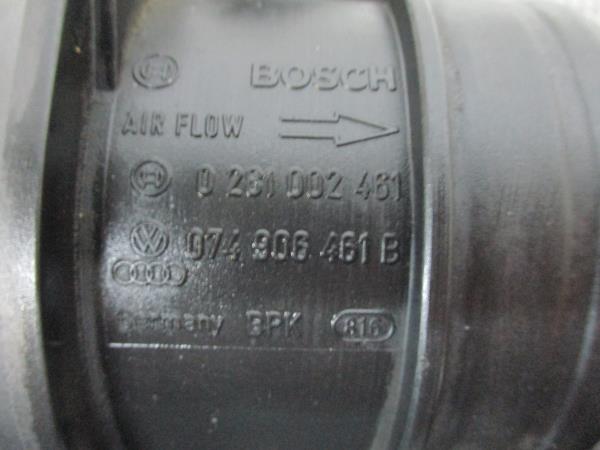 BOSCH
AIR FLOW
0 281 002 461
074 906 461 B
Germany BPK 816